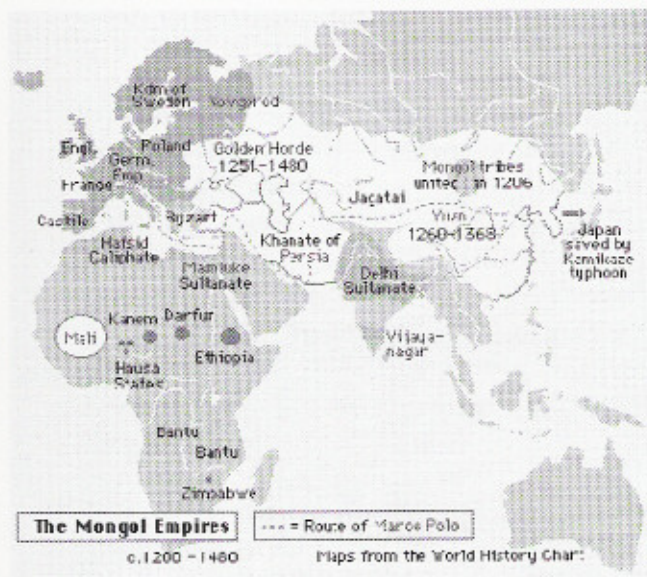 Kdm of
Sweden
Novgorod
Engl.
Poland
Germ.
Emp.
France
Golden Horde
1251-1480
Mongol tribes
united in 1206
Jagatai
Castile
Byzant
Yuan
1260-1368
Japan
saved by
Kamikaze
typhoon
Hafsid
Caliphate
Khanate of
Persia
Mamluke
Sultanate
Delhi
Sultanate
Kanem
Darfur
Mali
Ethiopia
Vijaya-
nagar
Hausa
States
Bantu
Bantu
Zimbabwe
The Mongol Empires
--- = Route of Marco Polo
c.1200 -1480
Maps from the World History Chart